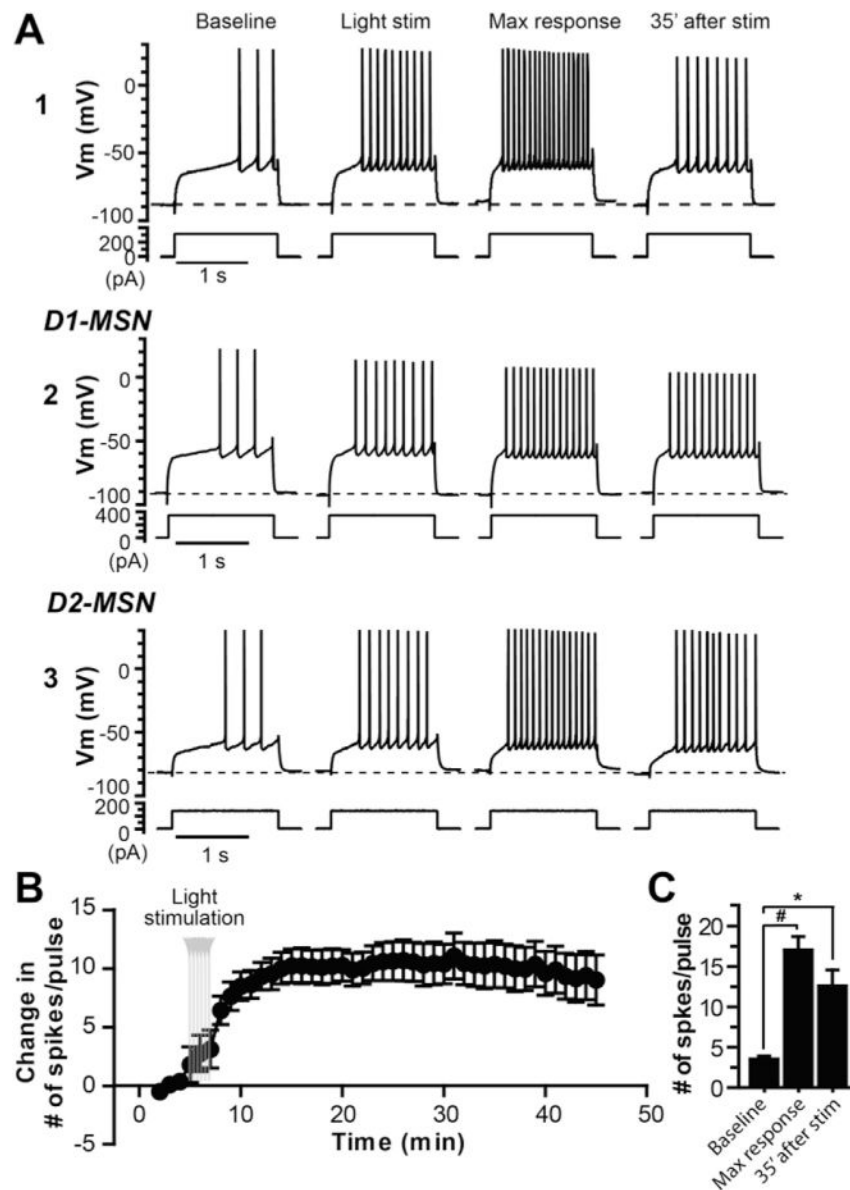 A
Baseline Light stim Max response 35' after stim
1
Vm (mV)
0
-50
-100
200
0
(pA)
1 s
D1-MSN
2
Vm (mV)
0
-50
-100
400
0
(pA)
1 s
D2-MSN
3
Vm (mV)
0
-50
-100
200
0
(pA)
1 s
B
Light
stimulation
Change in
# of spikes/pulse
15
10
5
0
-5
0 10 20 30 40 50
Time (min)
C
# of spkes/pulse
20
15
10
5
0
# *
Baseline
Max response
35' after stim